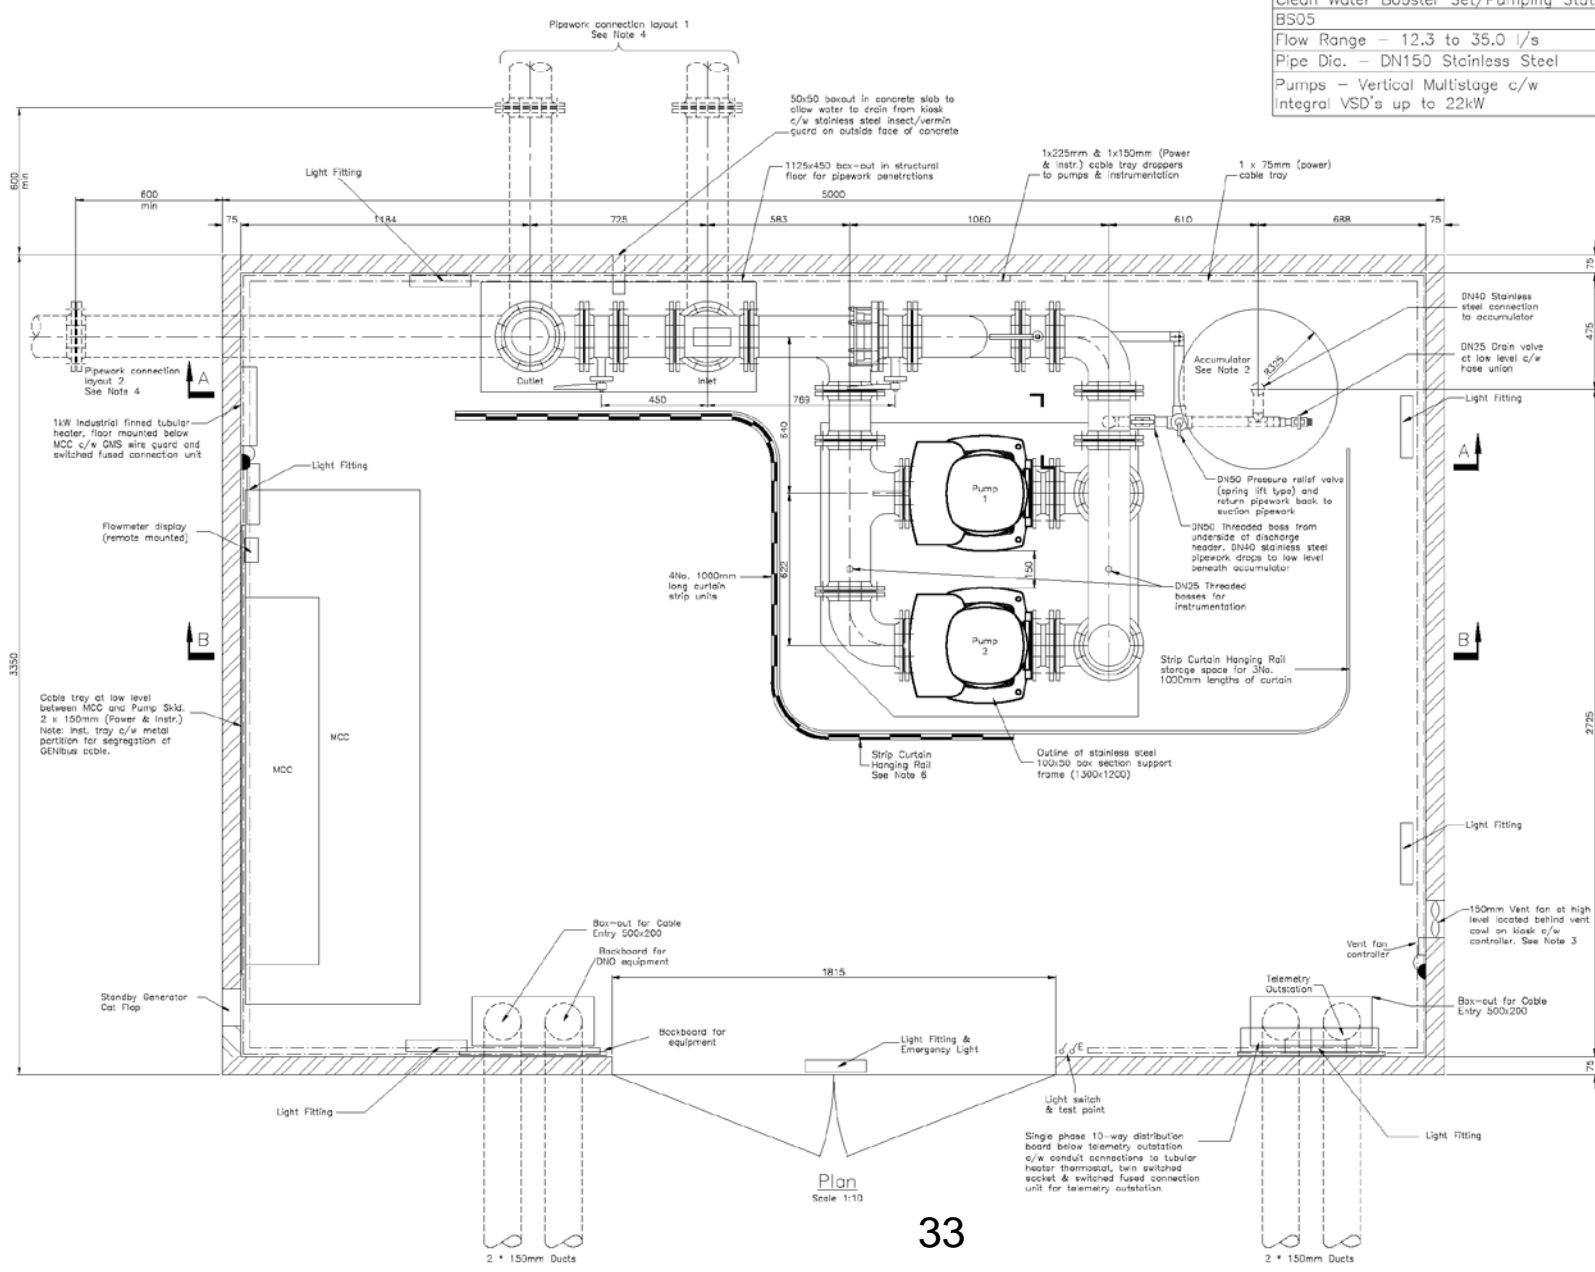 Clean Water Booster Set/Pumping Stat
BS05
Flow Range - 12.3 to 35.0 l/s
Pipe Dia. - DN150 Stainless Steel
Pumps - Vertical Multistage c/w
Integral VSD's up to 22kW
Pipework connection layout 1
See Note 4
50x50 boxout in concrete slab to
allow water to drain from kiosk
c/w stainless steel insect/vermin
guard on outside face of concrete
1125x450 box-out in structural
floor for pipework penetrations
1x225mm & 1x150mm (Power
& Instr.) cable tray droppers
to pumps & instrumentation
1 x 75mm (power)
cable tray
Light Fitting
600
min
600
min
5000
75
1184
725
583
1060
610
688
75
75
475
2725
75
3350
DN40 Stainless
steel connection
to accumulator
DN25 Drain valve
at low level c/w
hose union
Accumulator
See Note 2
R325
Outlet
Inlet
450
769
640
622
150
Pipework connection
layout 2
See Note 4
A
A
1kW Industrial finned tubular
heater, floor mounted below
MCC c/w GMS wire guard and
switched fused connection unit
Light Fitting
Light Fitting
Flowmeter display
(remote mounted)
Pump
1
DN50 Pressure relief valve
(spring lift type) and
return pipework back to
suction pipework
DN50 Threaded boss from
underside of discharge
header. DN40 stainless steel
pipework drops to low level
beneath accumulator
4No. 1000mm
long curtain
strip units
DN25 Threaded
bosses for
instrumentation
Pump
2
B
B
Strip Curtain Hanging Rail
storage space for 3No.
1000mm lengths of curtain
Cable tray at low level
between MCC and Pump Skid.
2 x 150mm (Power & Instr.)
Note: Inst. tray c/w metal
partition for segregation of
GENIbus cable.
MCC
MCC
Strip Curtain
Hanging Rail
See Note 6
Outline of stainless steel
100x50 box section support
frame (1300x1200)
Light Fitting
150mm Vent fan at high
level located behind vent
cowl on kiosk c/w
controller. See Note 3
Vent fan
controller
Box-out for Cable
Entry 500x200
Backboard for
DNO equipment
1815
Telemetry
Outstation
Box-out for Cable
Entry 500x200
Standby Generator
Cat Flap
Backboard for
equipment
Light Fitting &
Emergency Light
E
Light switch
& test point
Light Fitting
Light Fitting
Single phase 10-way distribution
board below telemetry outstation
c/w conduit connections to tubular
heater thermostat, twin switched
socket & switched fused connection
unit for telemetry outstation.
Plan
Scale 1:10
33
2 * 150mm Ducts
2 * 150mm Ducts